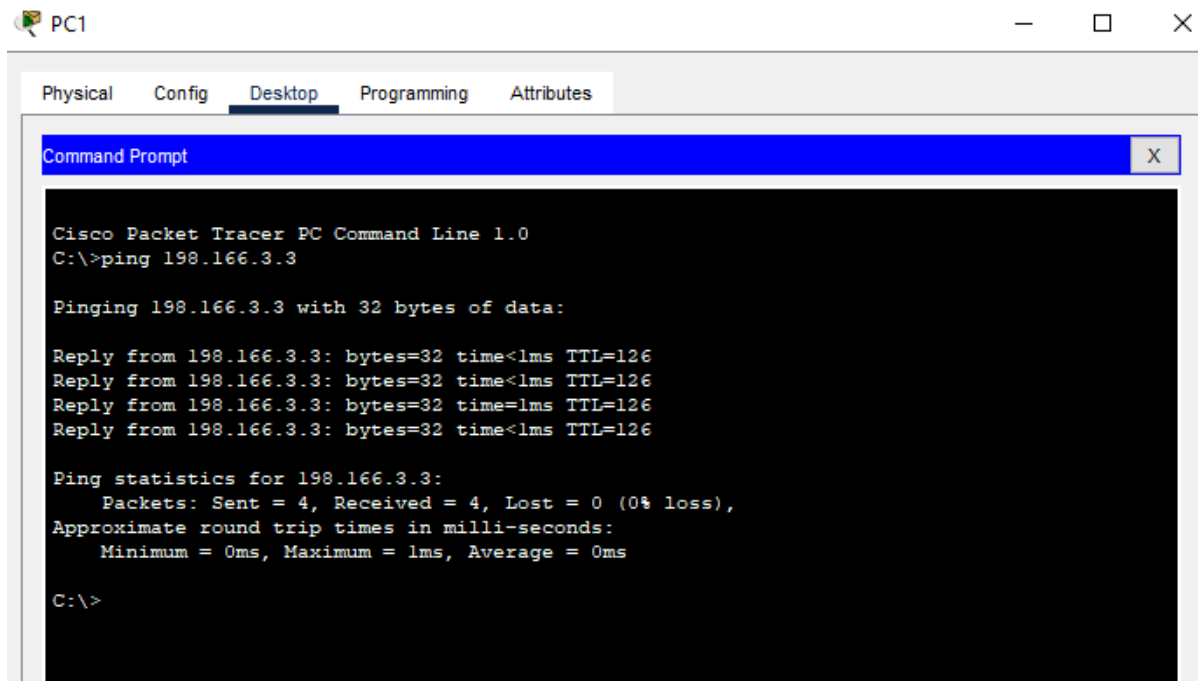 PC1
Physical Config Desktop Programming Attributes
Command Prompt X
Cisco Packet Tracer PC Command Line 1.0
C:\>ping 198.166.3.3
Pinging 198.166.3.3 with 32 bytes of data:
Reply from 198.166.3.3: bytes=32 time<1ms TTL=126
Reply from 198.166.3.3: bytes=32 time<1ms TTL=126
Reply from 198.166.3.3: bytes=32 time=1ms TTL=126
Reply from 198.166.3.3: bytes=32 time<1ms TTL=126
Ping statistics for 198.166.3.3:
Packets: Sent = 4, Received = 4, Lost = 0 (0% loss),
Approximate round trip times in milli-seconds:
Minimum = 0ms, Maximum = 1ms, Average = 0ms
C:\>